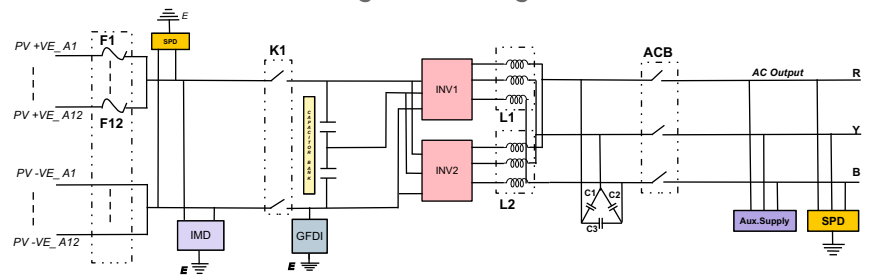 E
PV +VE_A1
F1
SPD
K1
ACB
PV +VE_A12
F12
CAPACITOR BANK
INV1
L1
AC Output
R
Y
PV -VE_A1
INV2
L2
B
C1
C2
C3
PV -VE_A12
IMD
GFDI
Aux.Supply
SPD
E
E